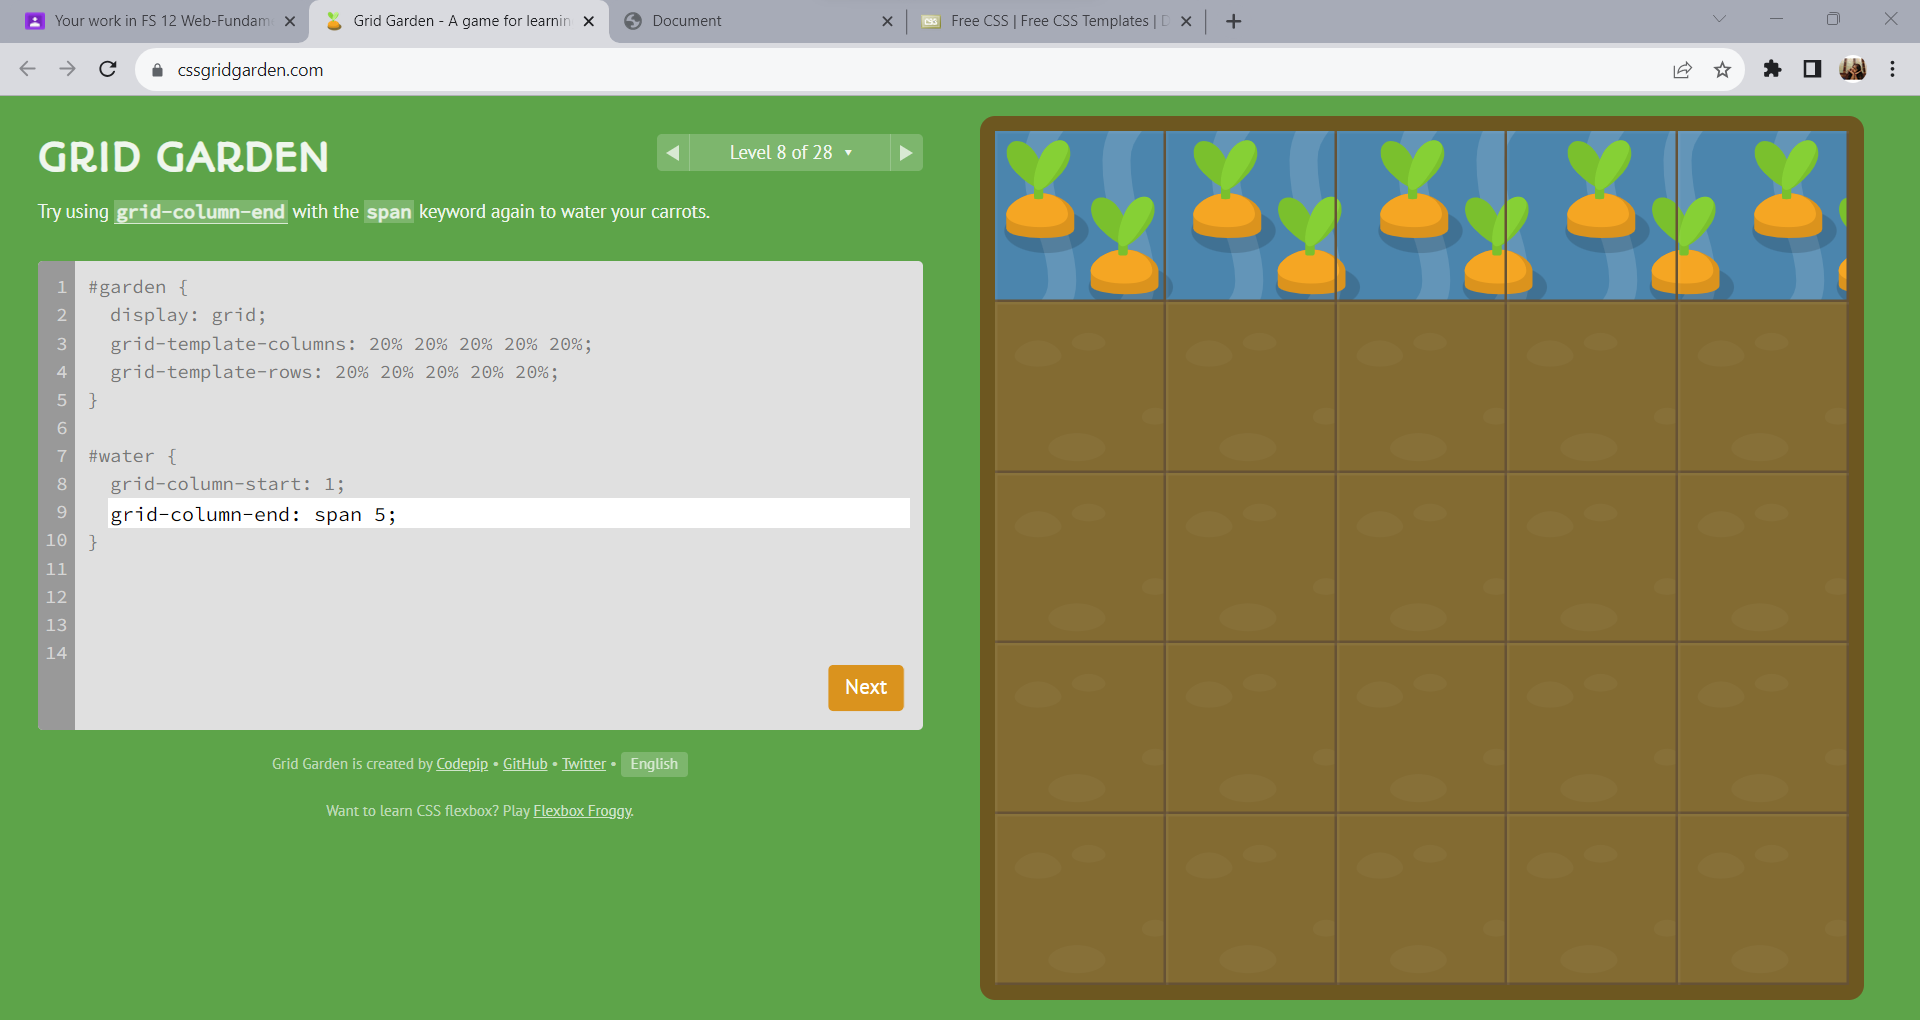 Your work in FS 12 Web-Fundam
Grid Garden - A game for learnin
Document
Free CSS | Free CSS Templates |
cssgridgarden.com
GRID GARDEN
Level 8 of 28
Try using grid-column-end with the span keyword again to water your carrots.
1 #garden {
2 display: grid;
3 grid-template-columns: 20% 20% 20% 20% 20%;
4 grid-template-rows: 20% 20% 20% 20% 20%;
5 }
6
7 #water {
8 grid-column-start: 1;
9 grid-column-end: span 5;
10 }
11
12
13
14
Next
Grid Garden is created by Codepip • GitHub • Twitter • English
Want to learn CSS flexbox? Play Flexbox Froggy.